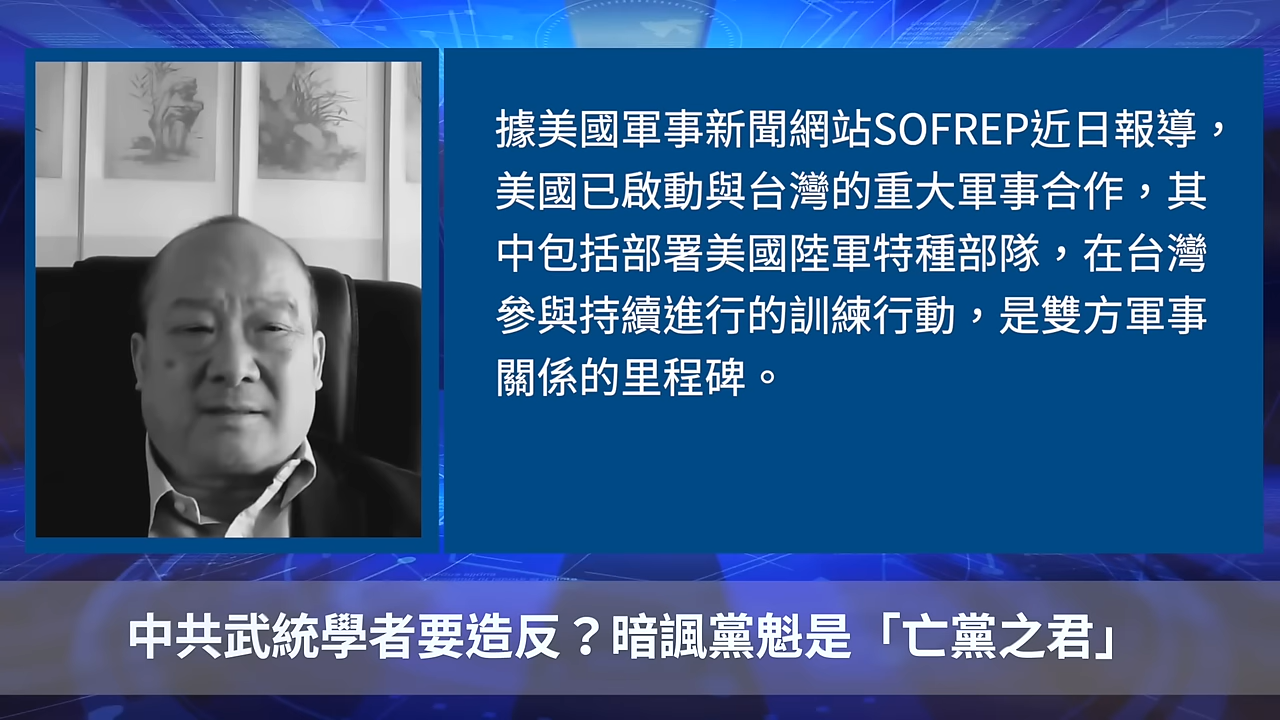 據美國軍事新聞網站SOFREP近日報導，
美國已啟動與台灣的重大軍事合作，其
中包括部署美國陸軍特種部隊，在台灣
參與持續進行的訓練行動，是雙方軍事
關係的里程碑。
中共武統學者要造反？暗諷黨魁是「亡黨之君」